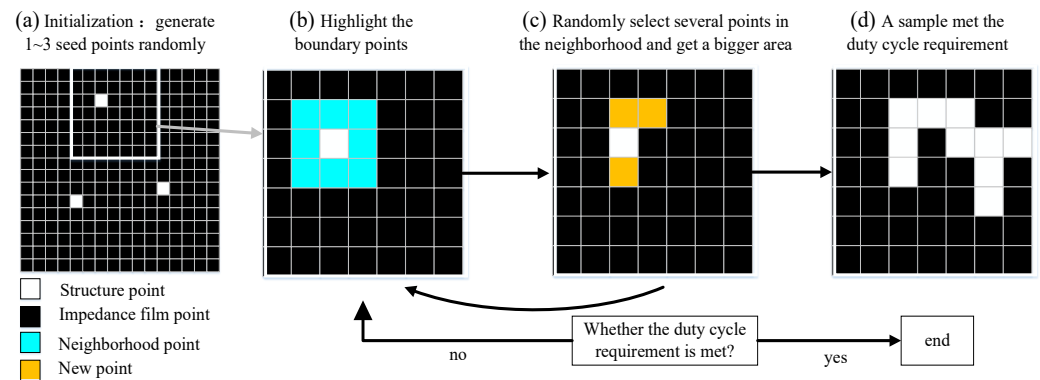 (a) Initialization：generate
1~3 seed points randomly
(b) Highlight the
boundary points
(c) Randomly select several points in
the neighborhood and get a bigger area
(d) A sample met the
duty cycle requirement
Structure point
Impedance film point
Neighborhood point
New point
no
Whether the duty cycle
requirement is met?
yes
end